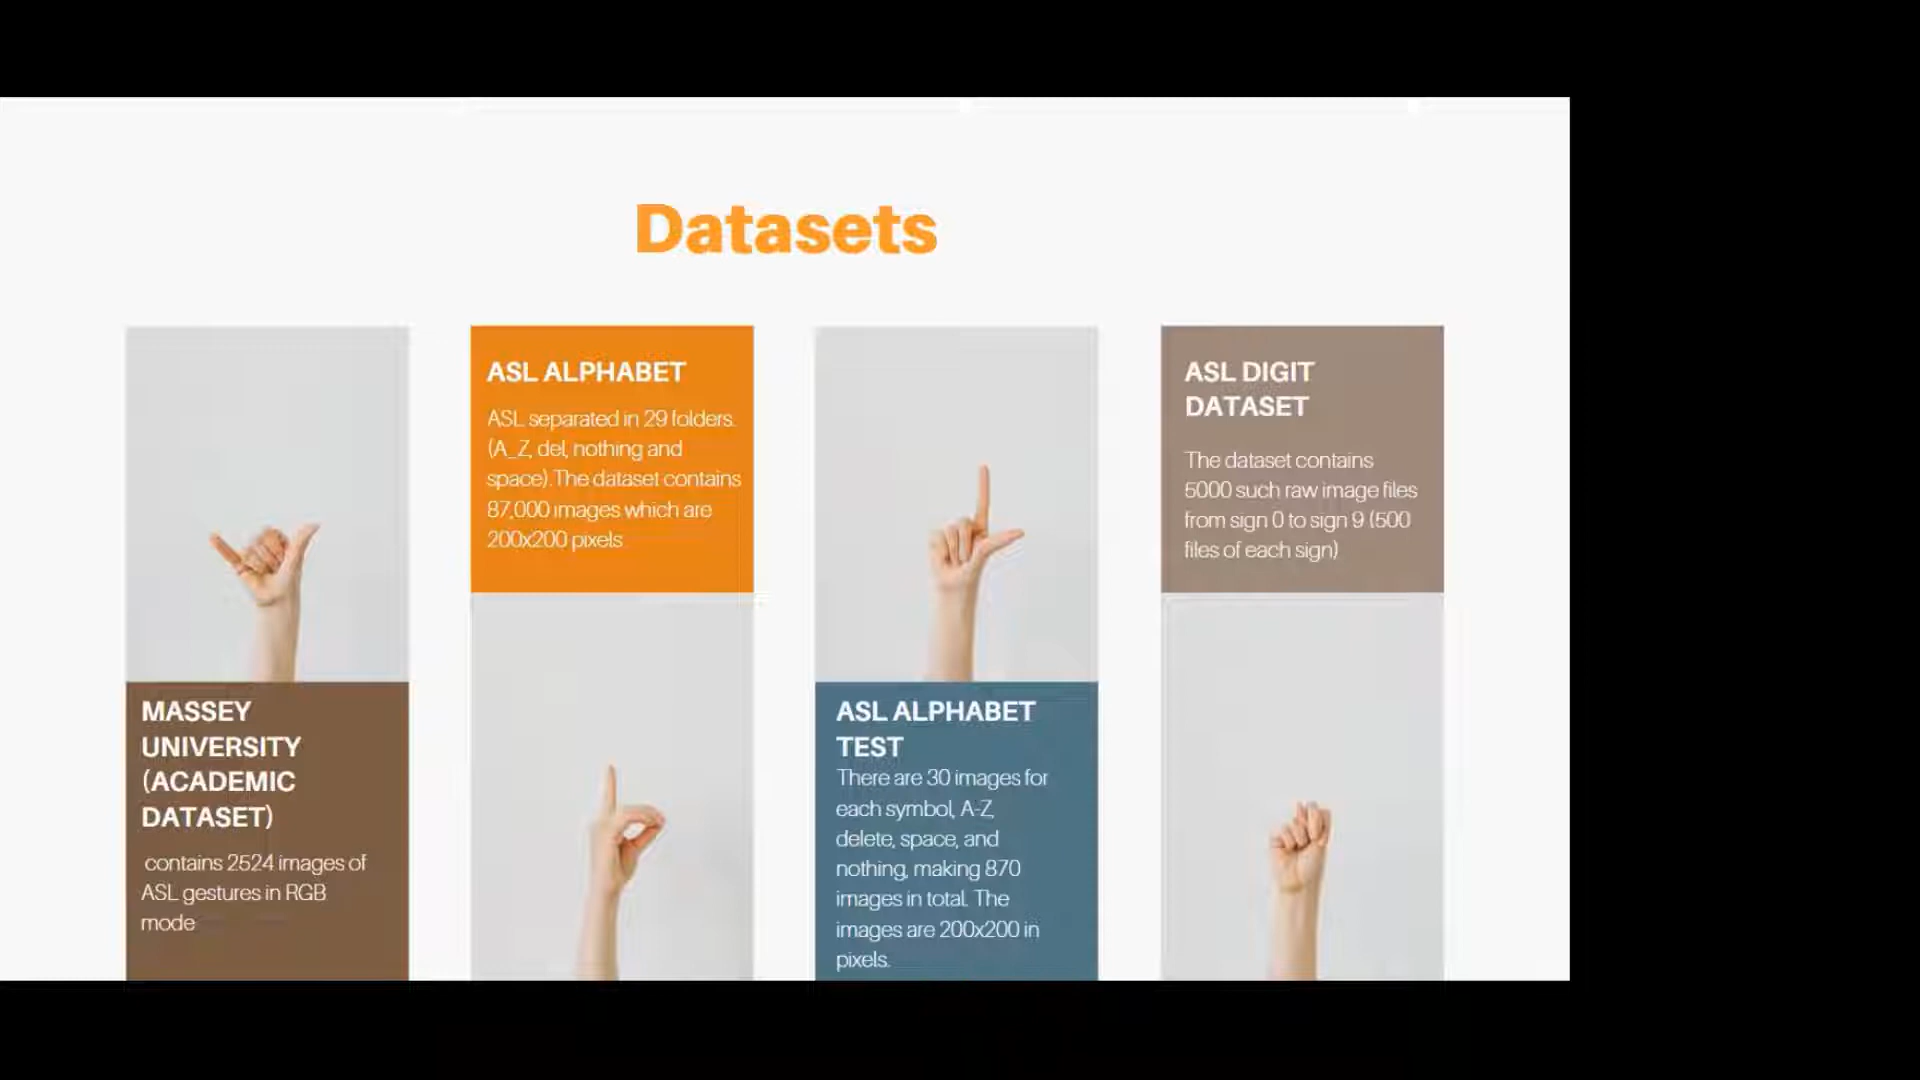 Datasets
MASSEY
UNIVERSITY
(ACADEMIC
DATASET)
contains 2524 images of
ASL gestures in RGB
mode
ASL ALPHABET
ASL separated in 29 folders.
(A_Z, del, nothing and
space).The dataset contains
87,000 images which are
200x200 pixels
ASL ALPHABET
TEST
There are 30 images for
each symbol, A-Z,
delete, space, and
nothing, making 870
images in total. The
images are 200x200 in
pixels.
ASL DIGIT
DATASET
The dataset contains
5000 such raw image files
from sign 0 to sign 9 (500
files of each sign)